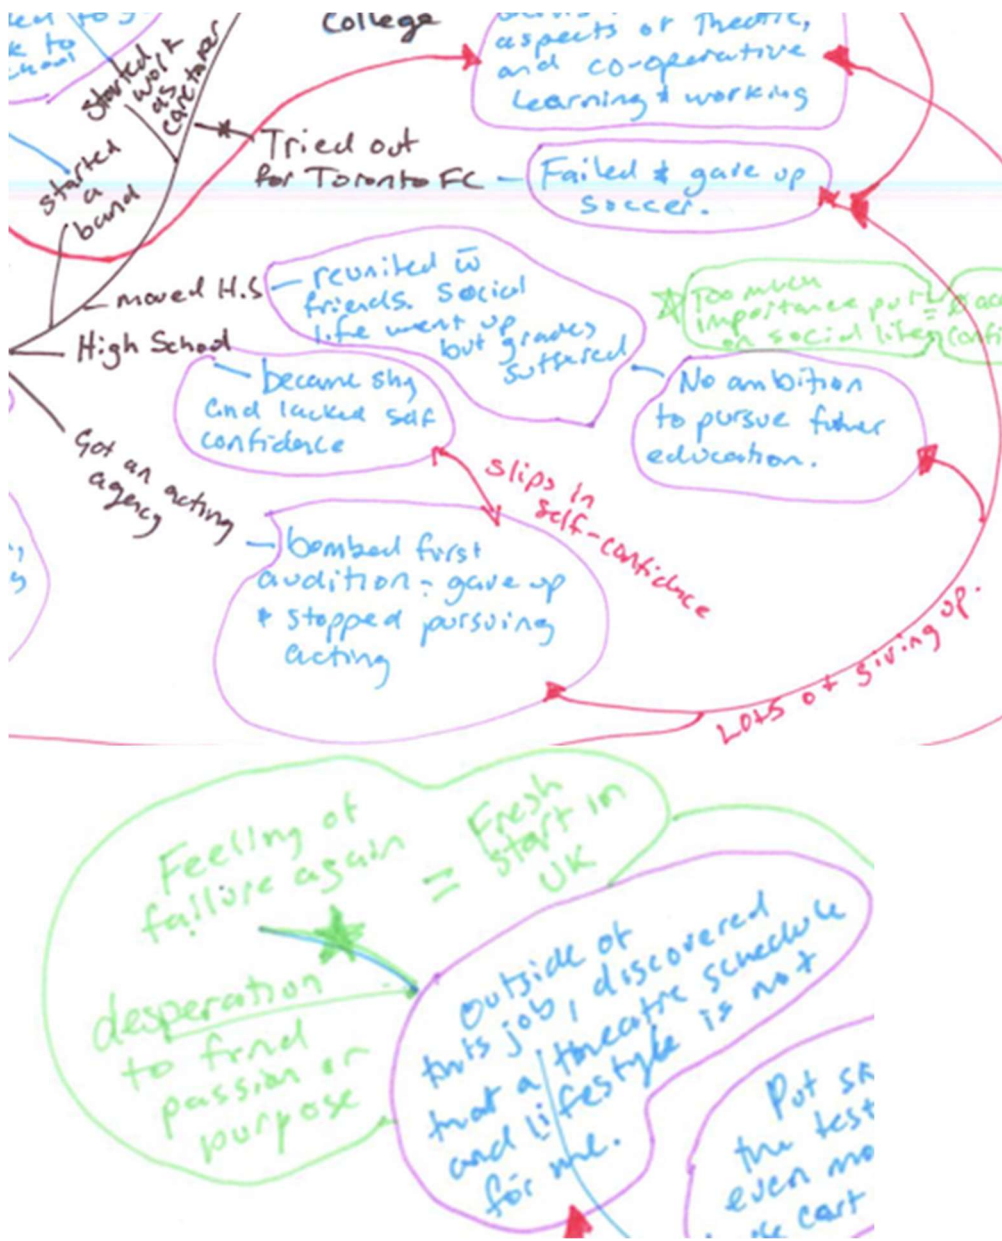 College
k to
started
work
as
caretaker
aspects of theatre,
and co-operative
learning & working
started
a
band
Tried out
for Toronto FC
Failed & gave up
soccer.
moved H.S
reunited w̄
friends. Social
life went up
but grades
suffered
Too much
importance put =
on social life
High School
became shy
and lacked self
confidence
No ambition
to pursue futher
education.
Got an acting
agency
slips in
self-confidence
bombed first
audition = gave up
& stopped pursuing
acting
Lots of giving up.
Feeling of
failure again
=
Fresh
start in
UK
desperation
to find
passion or
purpose
outside of
this job, discovered
that a theatre schedule
and lifestyle is not
for me.
Put
the test
even
cart